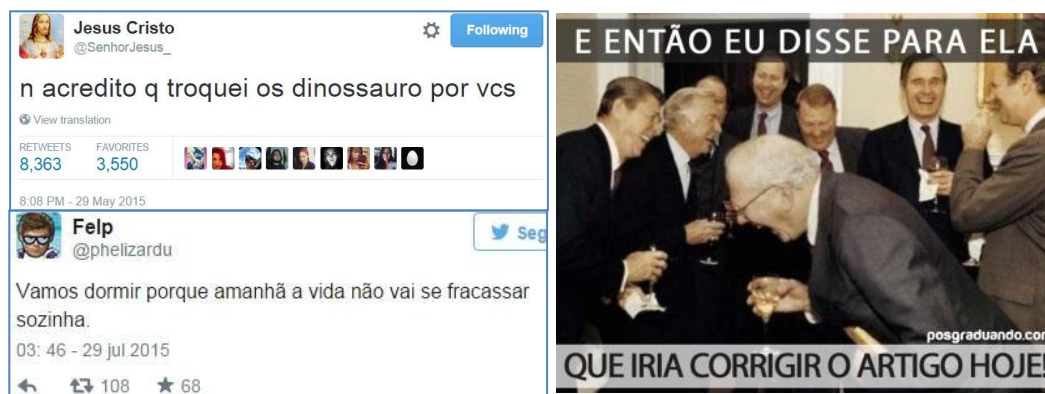 Jesus Cristo
@SenhorJesus_
Following
n acredito q troquei os dinossauro por vcs
View translation
RETWEETS FAVORITES
8,363 3,550
8:08 PM - 29 May 2015
Felp
@phelizardu
Seg
Vamos dormir porque amanhã a vida não vai se fracassar
sozinha.
03: 46 - 29 jul 2015
108 68
E ENTÃO EU DISSE PARA ELA
posgraduando.com
QUE IRIA CORRIGIR O ARTIGO HOJE!